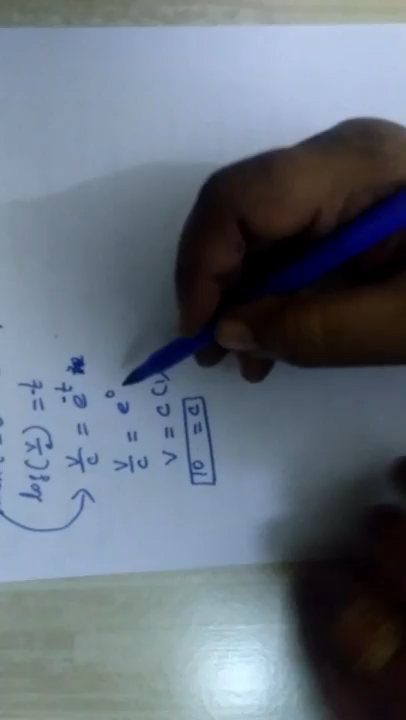 log(v/c) = -t
v/c = e^-t
v/c = e^0
v = c(1)
10 = c